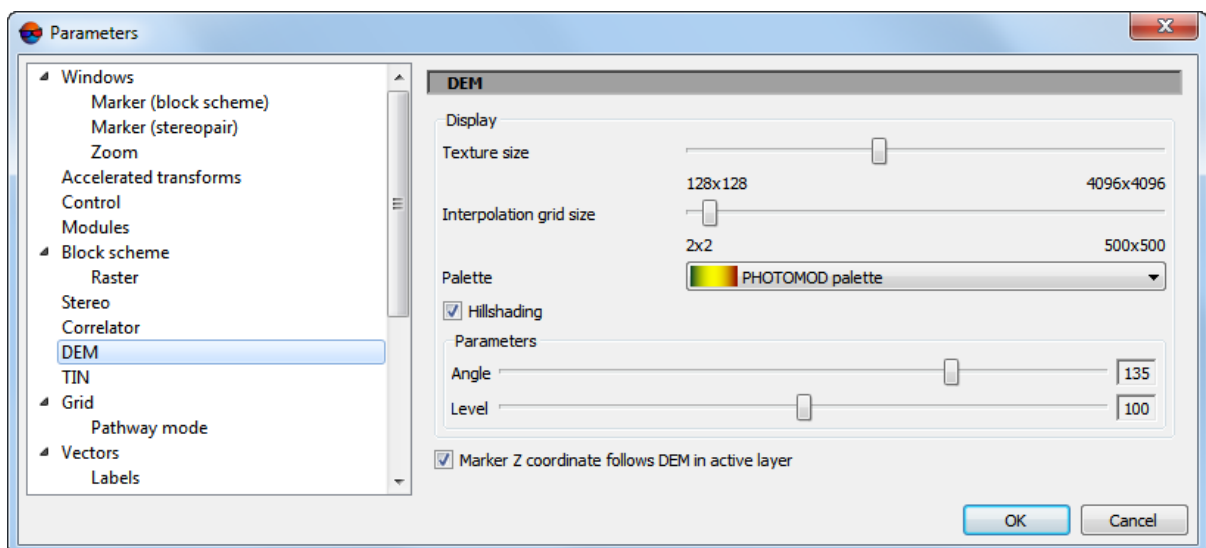 Parameters
Windows
Marker (block scheme)
Marker (stereopair)
Zoom
Accelerated transforms
Control
Modules
Block scheme
Raster
Stereo
Correlator
DEM
TIN
Grid
Pathway mode
Vectors
Labels
DEM
Display
Texture size
128x128 4096x4096
Interpolation grid size
2x2 500x500
Palette PHOTOMOD palette
Hillshading
Parameters
Angle 135
Level 100
Marker Z coordinate follows DEM in active layer
OK Cancel